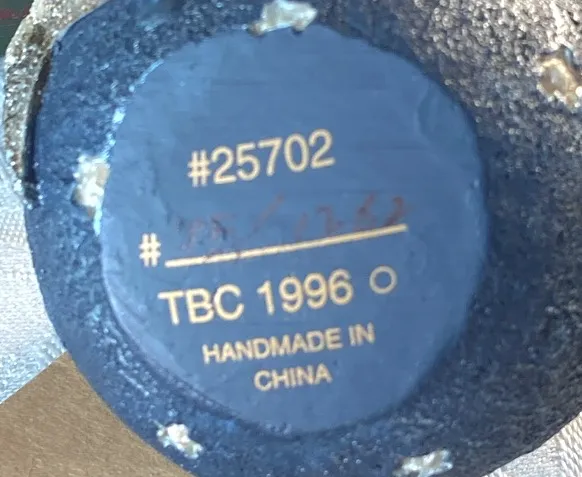 #25702
#
TBC 1996 O
HANDMADE IN
CHINA